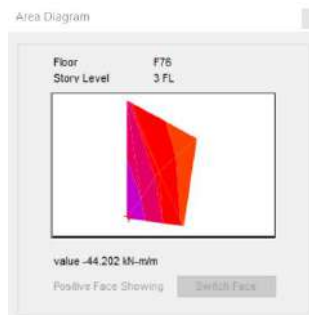 Area Diagram
Floor F76
Story Level 3 FL
value -44.202 kN-m/m
Positive Face Showing Switch Face